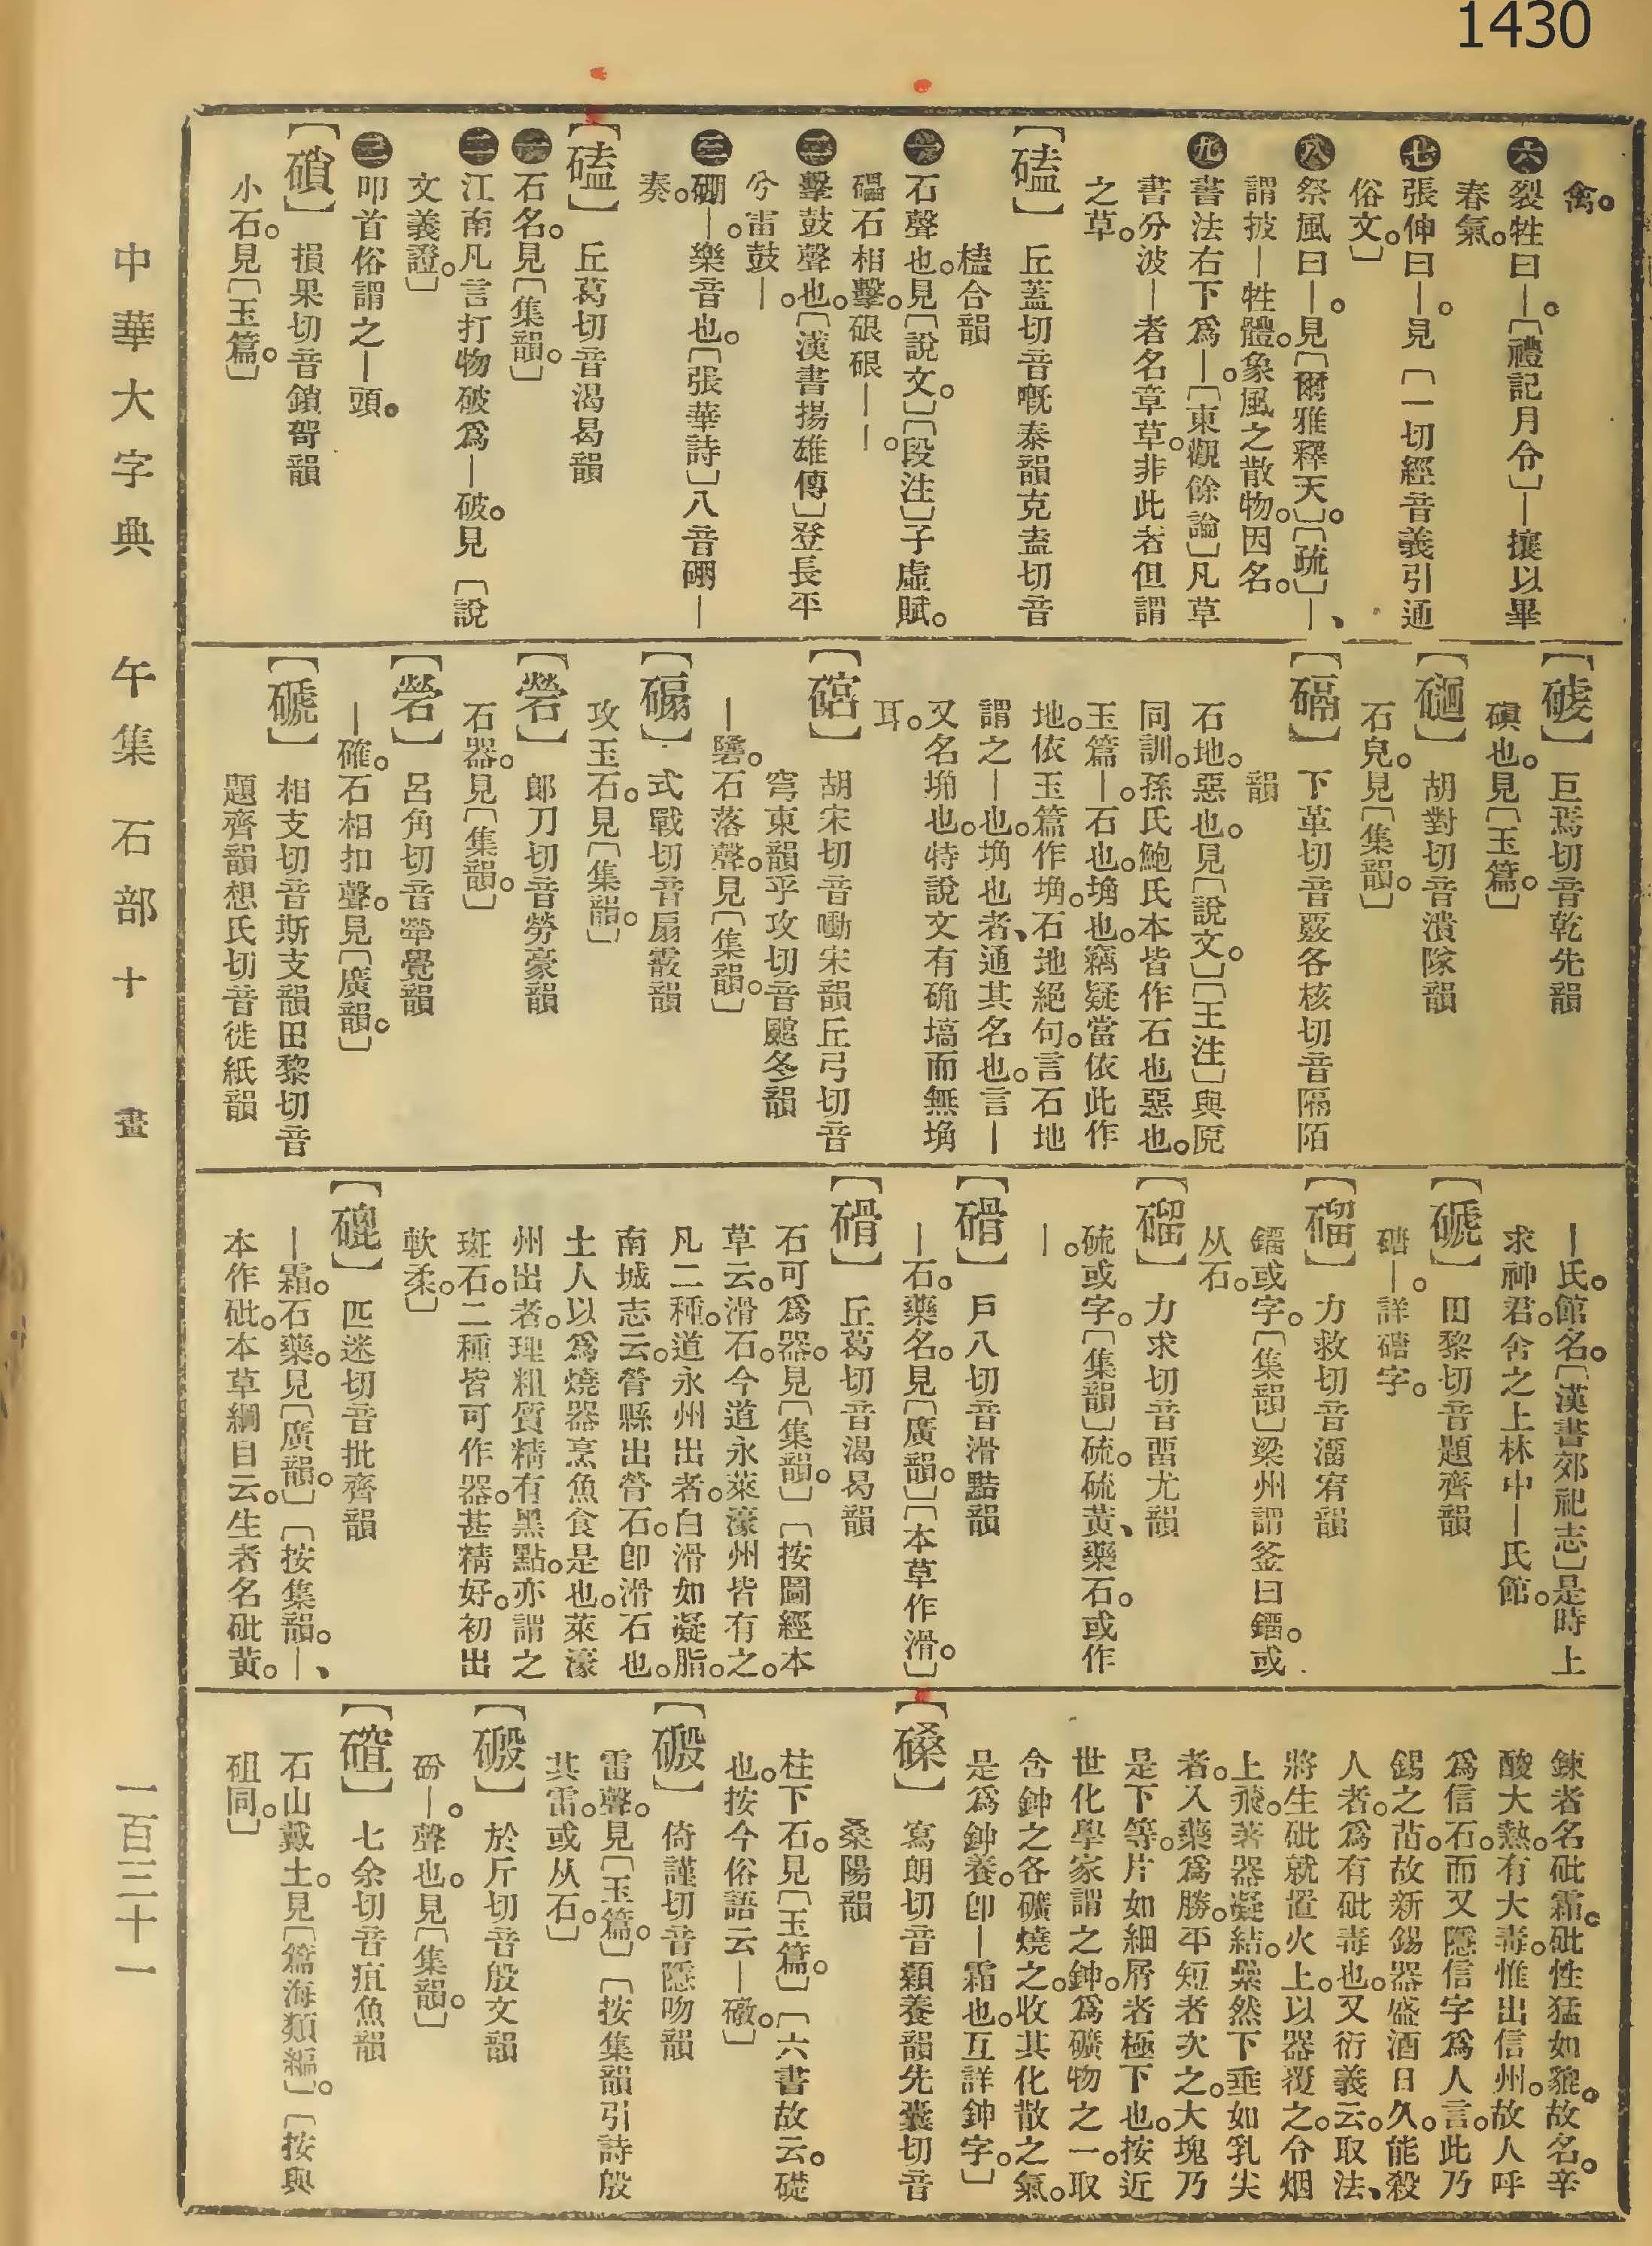 1430
禽。
六裂牲曰—。〔禮記月令〕—攘以畢
春氣。
七張伸曰—。見〔一切經音義引通
俗文。〕
八祭風曰—。見〔爾雅釋天。〕〔疏〕—、
謂披—牲體。象風之散物。因名。
九書法右下爲—。〔東觀餘論〕凡草
書分波—者名章草。非此者但謂
之草。
【磕】丘蓋切音嘅泰韻克盍切音
榼合韻
一石聲也。見〔說文。〕〔段注〕子虛賦。
礧石相擊。硠硠——。
二擊鼓聲也。〔漢書揚雄傳〕登長平
兮雷鼓—。
三硼—。樂音也。〔張華詩〕八音硼—
奏。
【磕】丘葛切音渴曷韻
一石名。見〔集韻。〕
二江南凡言打物破爲—破。見〔說
文義證。〕
三叩首俗謂之—頭。
【䃗】損果切音鎖哿韻
小石。見〔玉篇。〕
【䃄】巨焉切音乾先韻
磌也。見〔玉篇。〕
胡對切音潰隊韻
石皃。見〔集韻。〕
【䃒】下革切音覈各核切音隔陌
韻
石地。惡也。見〔說文。〕〔王注〕與原
同訓。孫氏鮑氏本皆作石也惡也。
玉篇—。石也。埆也。竊疑當依此作
地。依玉篇作埆。石地絕句。言石地
謂之—也。埆也者、通其名也。言—
又名埆也。特說文有确塙而無埆
耳。
【䂫】胡宋切音㗢宋韻丘弓切音
穹東韻乎攻切音䬝冬韻
—礱。石落聲。見〔集韻。〕
【䃠】式戰切音扇霰韻
攻玉石。見〔集韻。〕
【䃕】郎刀切音勞豪韻
石器。見〔集韻。〕
【䃕】呂角切音犖覺韻
—確。石相扣聲。見〔廣韻。〕
【磃】相支切音斯支韻田黎切音
題齊韻想氏切音徙紙韻
—氏。館名。〔漢書郊祀志〕是時上
求神君。舍之上林中—氏館。
【磃】田黎切音題齊韻
磄—。詳磄字。
【磂】力救切音溜宥韻
鎦或字。〔集韻〕梁州謂釜曰鎦。或
从石。
【磂】力求切音畱尤韻
硫或字。〔集韻〕硫。硫黃、藥石。或作
—。
【磆】戶八切音滑黠韻
—石。藥名。見〔廣韻。〕〔本草作滑。〕
【磆】丘葛切音渴曷韻
石可爲器。見〔集韻。〕〔按圖經本
草云。滑石。今道永萊濠州皆有之。
凡二種。道永州出者。白滑如凝脂。
南城志云。營縣出營石。卽滑石也。
土人以爲燒器烹魚食是也。萊濠
州出者。理粗質精有黑點。亦謂之
斑石。二種皆可作器。甚精好。初出
軟柔。〕
【磇】匹迷切音批齊韻
—霜。石藥。見〔廣韻。〕〔按集韻。—、
本作砒。本草綱目云。生者名砒黃。
鍊者名砒霜。砒性猛如貔。故名。辛
酸大熱。有大毒。惟出信州。故人呼
爲信石。而又隱信字爲人言。此乃
錫之苗。故新錫器盛酒日久。能殺
人者。爲有砒毒也。又衍義云。取法、
將生砒就置火上。以器覆之。令烟
上飛。著器凝結。纍然下垂如乳尖
者。入藥爲勝。平短者次之。大塊乃
是下等。片如細屑者極下也。按近
世化學家謂之鉮。爲礦物之一。取
含鉮之各礦燒之。收其化散之氣。
是爲鉮養。卽—霜也。互詳鉮字。〕
【磉】寫朗切音顙養韻先囊切音
桑陽韻
柱下石。見〔玉篇。〕〔六書故云。礎
也。按今俗語云—礅。〕
【磤】倚謹切音隱吻韻
雷聲。見〔玉篇。〕〔按集韻引詩殷
其雷。或从石。〕
【磤】於斤切音殷文韻
砏—。聲也。見〔集韻。〕
七余切音疽魚韻
石山戴土。見〔篇海類編。〕〔按與
砠同。〕
中華大字典 午集石部 十畫 一百三十一